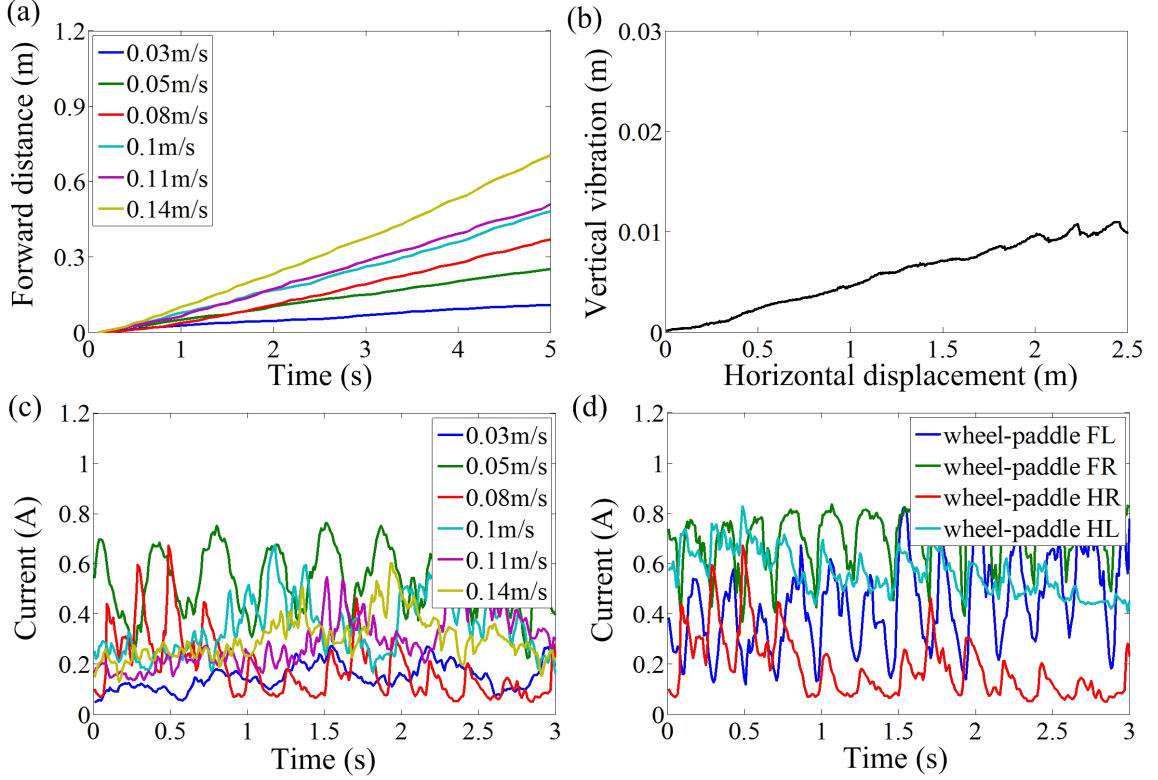 (a)
Forward distance (m)
1.2
0.9
0.6
0.3
0
0.03m/s
0.05m/s
0.08m/s
0.1m/s
0.11m/s
0.14m/s
0 1 2 3 4 5
Time (s)
(b)
Vertical vibration (m)
0.03
0.02
0.01
0
0 0.5 1 1.5 2 2.5
Horizontal displacement (m)
(c)
Current (A)
1.2
1
0.8
0.6
0.4
0.2
0
0.03m/s
0.05m/s
0.08m/s
0.1m/s
0.11m/s
0.14m/s
0 0.5 1 1.5 2 2.5 3
Time (s)
(d)
Current (A)
1.2
1
0.8
0.6
0.4
0.2
0
wheel-paddle FL
wheel-paddle FR
wheel-paddle HR
wheel-paddle HL
0 0.5 1 1.5 2 2.5 3
Time (s)